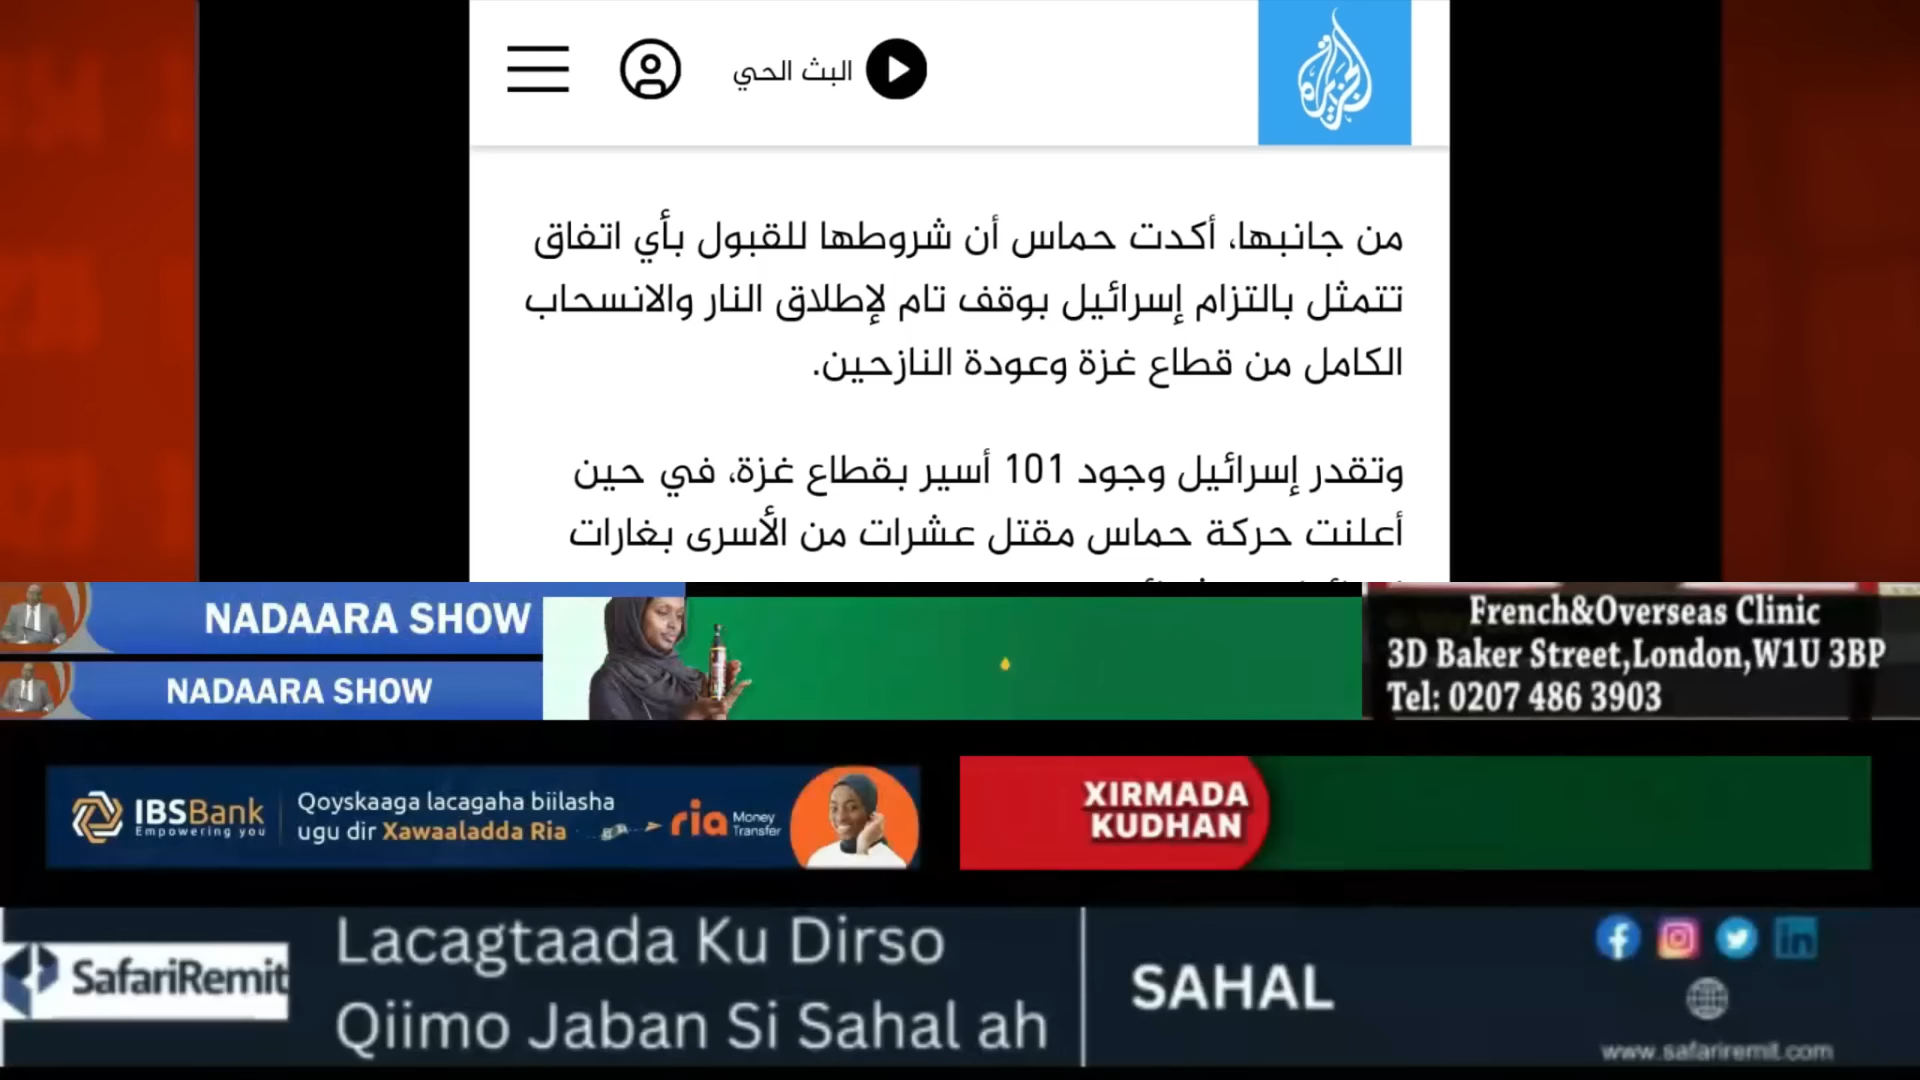 البث الحي
الجزيرة
من جانبها، أكدت حماس أن شروطها للقبول بأي اتفاق
تتمثل بالتزام إسرائيل بوقف تام لإطلاق النار والانسحاب
الكامل من قطاع غزة وعودة النازحين.
وتقدر إسرائيل وجود 101 أسير بقطاع غزة، في حين
أعلنت حركة حماس مقتل عشرات من الأسرى بغارات
NADAARA SHOW
NADAARA SHOW
French&Overseas Clinic
3D Baker Street,London,W1U 3BP
Tel: 0207 486 3903
IBSBank
Empowering you
Qoyskaaga lacagaha biilasha
ugu dir Xawaaladda Ria
ria Money
Transfer
XIRMADA
KUDHAN
SafariRemit
Lacagtaada Ku Dirso
Qiimo Jaban Si Sahal ah
SAHAL
www.safariremit.com